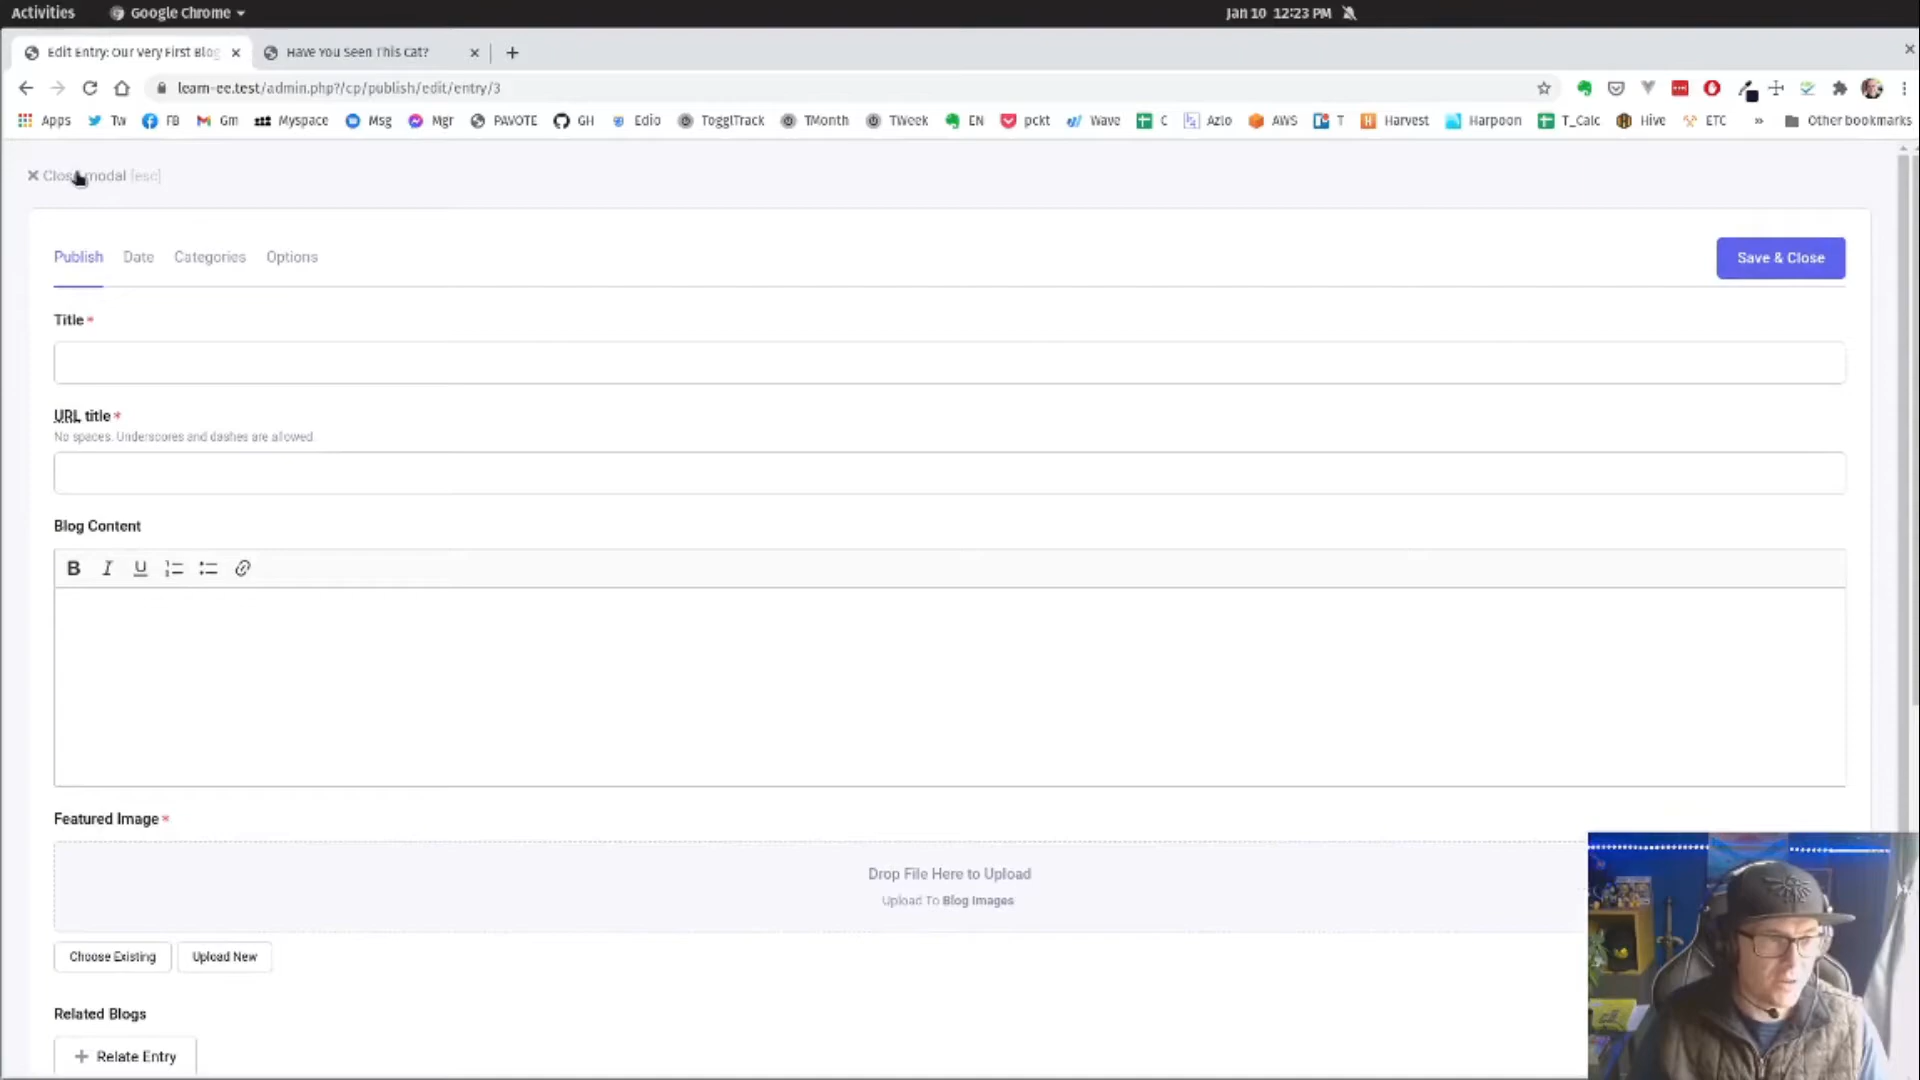 Activities Google Chrome Jan 10 12:23 PM
Edit Entry: Our Very First Blog Have You Seen This Cat?
learn-ee.test/admin.php?/cp/publish/edit/entry/3
Apps Tw FB Gm Myspace Msg Mgr PAVOTE GH Edio TogglTrack TMonth TWeek EN pckt Wave C Azlo AWS T Harvest Harpoon T_Calc Hive ETC » Other bookmarks
Close modal [esc]
Publish Date Categories Options Save & Close
Title *
URL title *
No spaces. Underscores and dashes are allowed.
Blog Content
B I U
Featured Image *
Drop File Here to Upload
Upload To Blog Images
Choose Existing Upload New
Related Blogs
+ Relate Entry